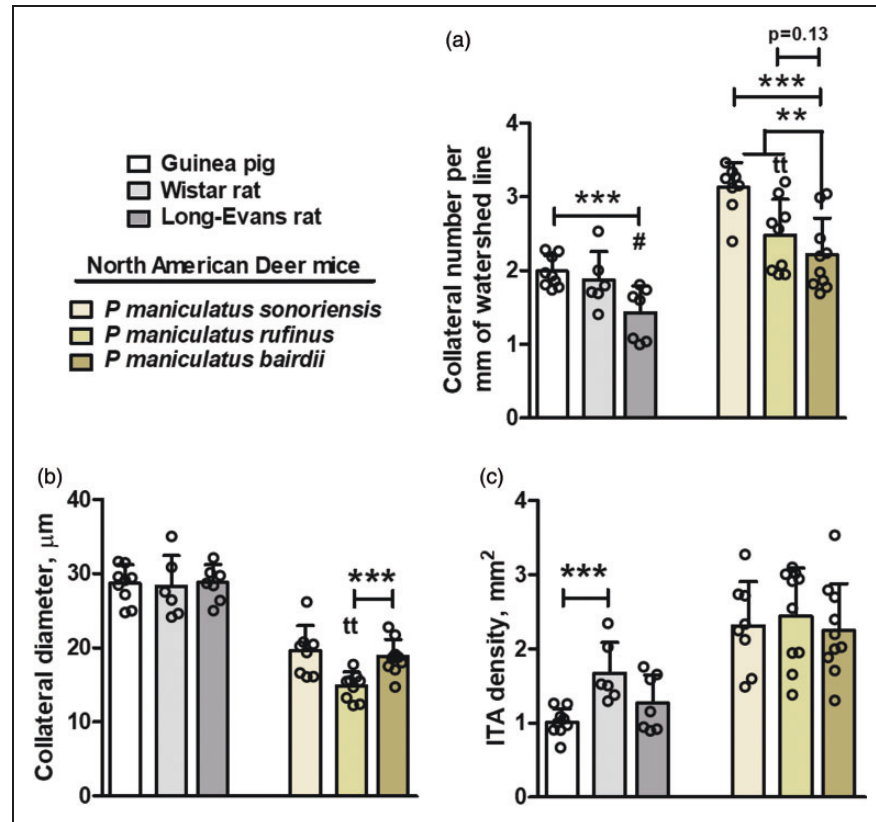 (a)
p=0.13
***
**
tt
***
#
Collateral number per
mm of watershed line
4
3
2
1
0
Guinea pig
Wistar rat
Long-Evans rat
North American Deer mice
P maniculatus sonoriensis
P maniculatus rufinus
P maniculatus bairdii
(b)
Collateral diameter, µm
40
30
20
10
0
***
tt
(c)
ITA density, mm²
4
3
2
1
0
***